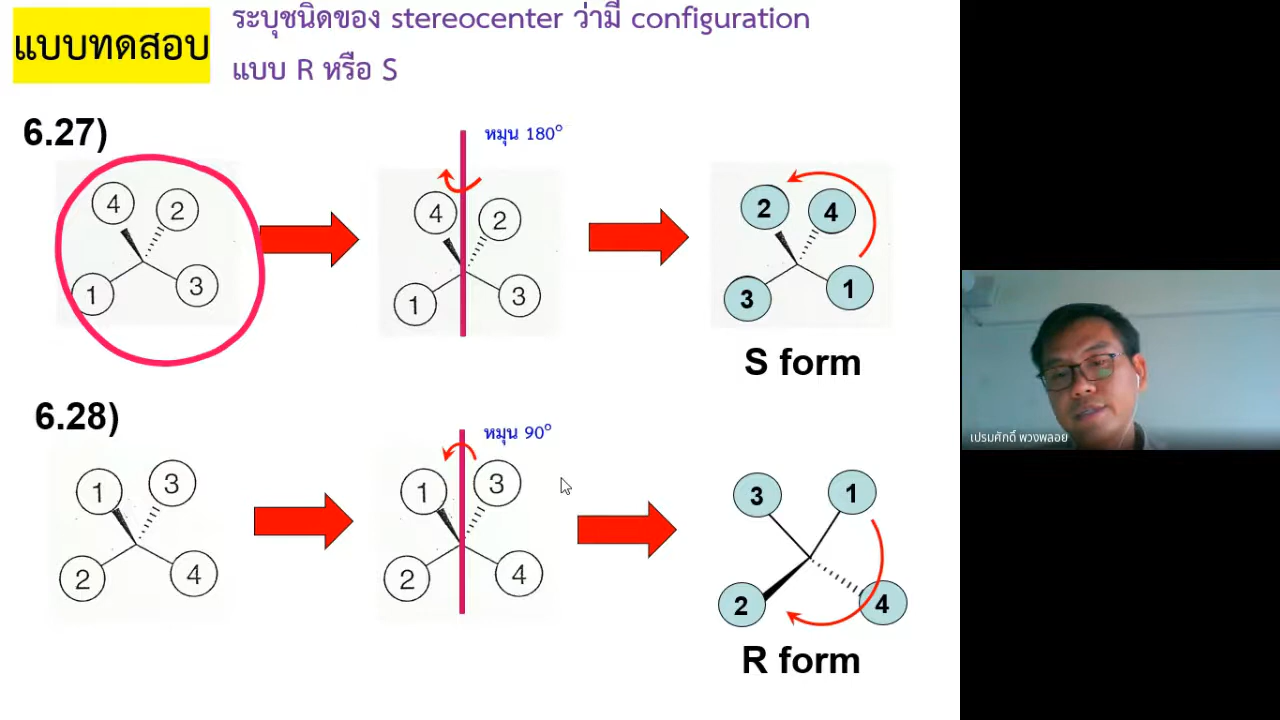 แบบทดสอบ
ระบุชนิดของ stereocenter ว่ามี configuration
แบบ R หรือ S
6.27)
4 2
1 3
หมุน 180°
4 2
1 3
2 4
3 1
S form
6.28)
1 3
2 4
หมุน 90°
1 3
2 4
3 1
2 4
R form
เปรมศักดิ์ พวงพลอย